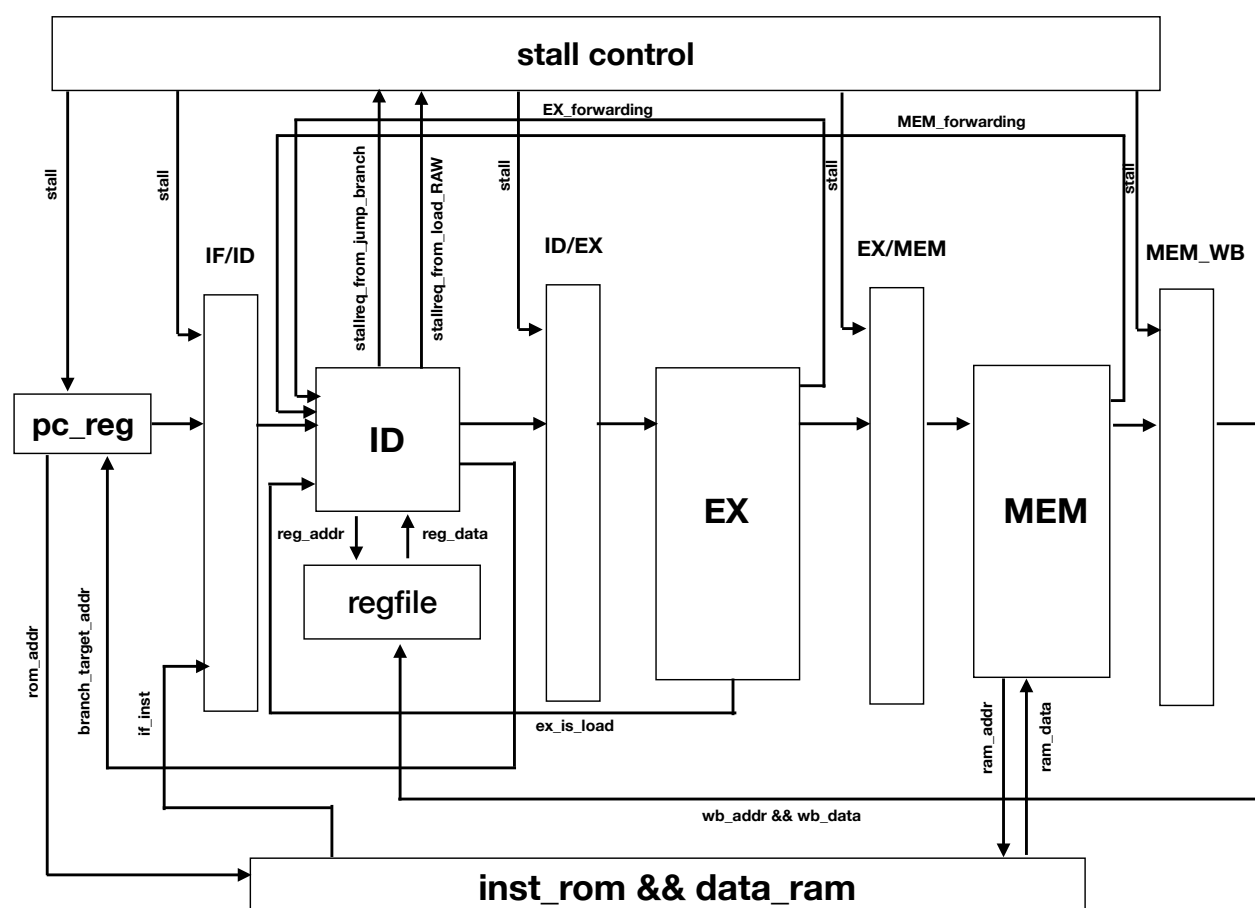 stall control
EX_forwarding
MEM_forwarding
stall
stall
stallreq_from_jump_branch
stallreq_from_load_RAW
stall
stall
stall
IF/ID
ID/EX
EX/MEM
MEM_WB
pc_reg
ID
EX
MEM
reg_addr
reg_data
regfile
rom_addr
branch_target_addr
if_inst
ex_is_load
ram_addr
ram_data
wb_addr && wb_data
inst_rom && data_ram